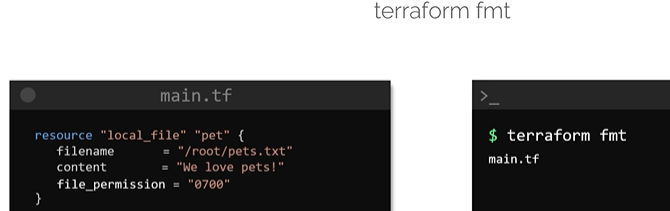 terraform fmt
main.tf
resource "local_file" "pet" {
    filename        = "/root/pets.txt"
    content         = "We love pets!"
    file_permission = "0700"
}
>_
$ terraform fmt
main.tf